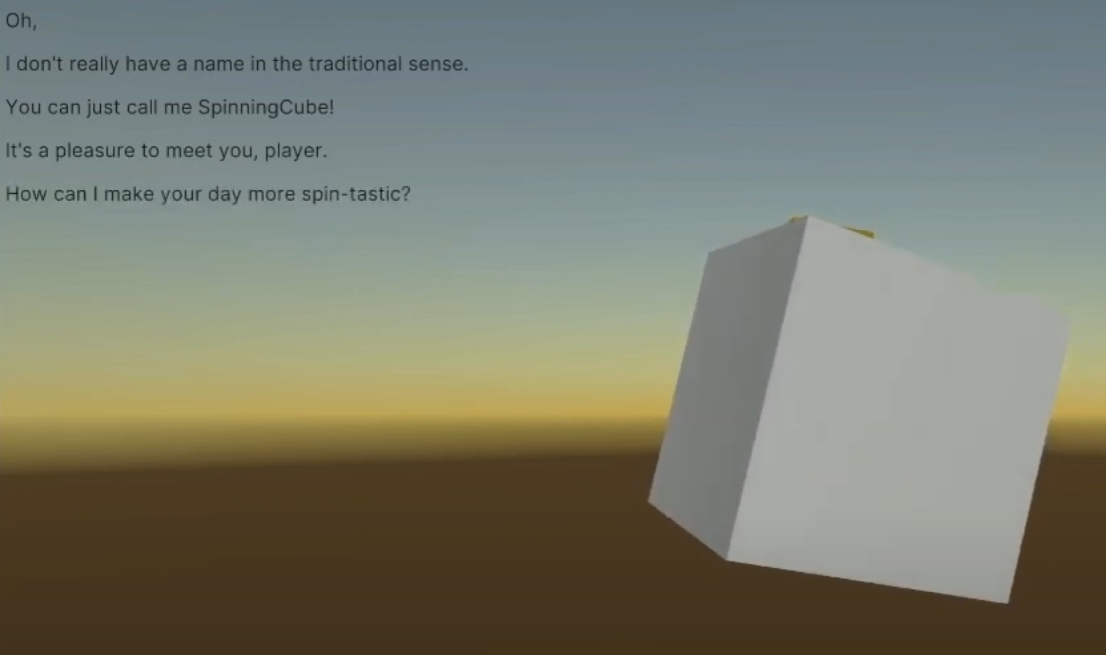 Oh,
I don't really have a name in the traditional sense.
You can just call me SpinningCube!
It's a pleasure to meet you, player.
How can I make your day more spin-tastic?